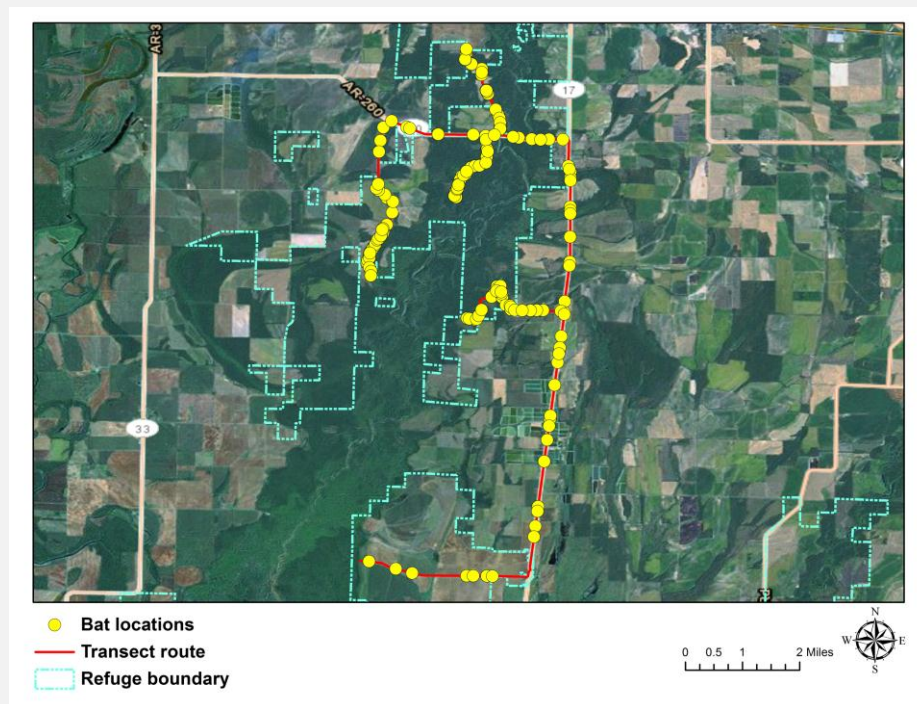 AR-3
AR-260
17
33
Bat locations
Transect route
Refuge boundary
0 0.5 1 2 Miles
N
W E
S